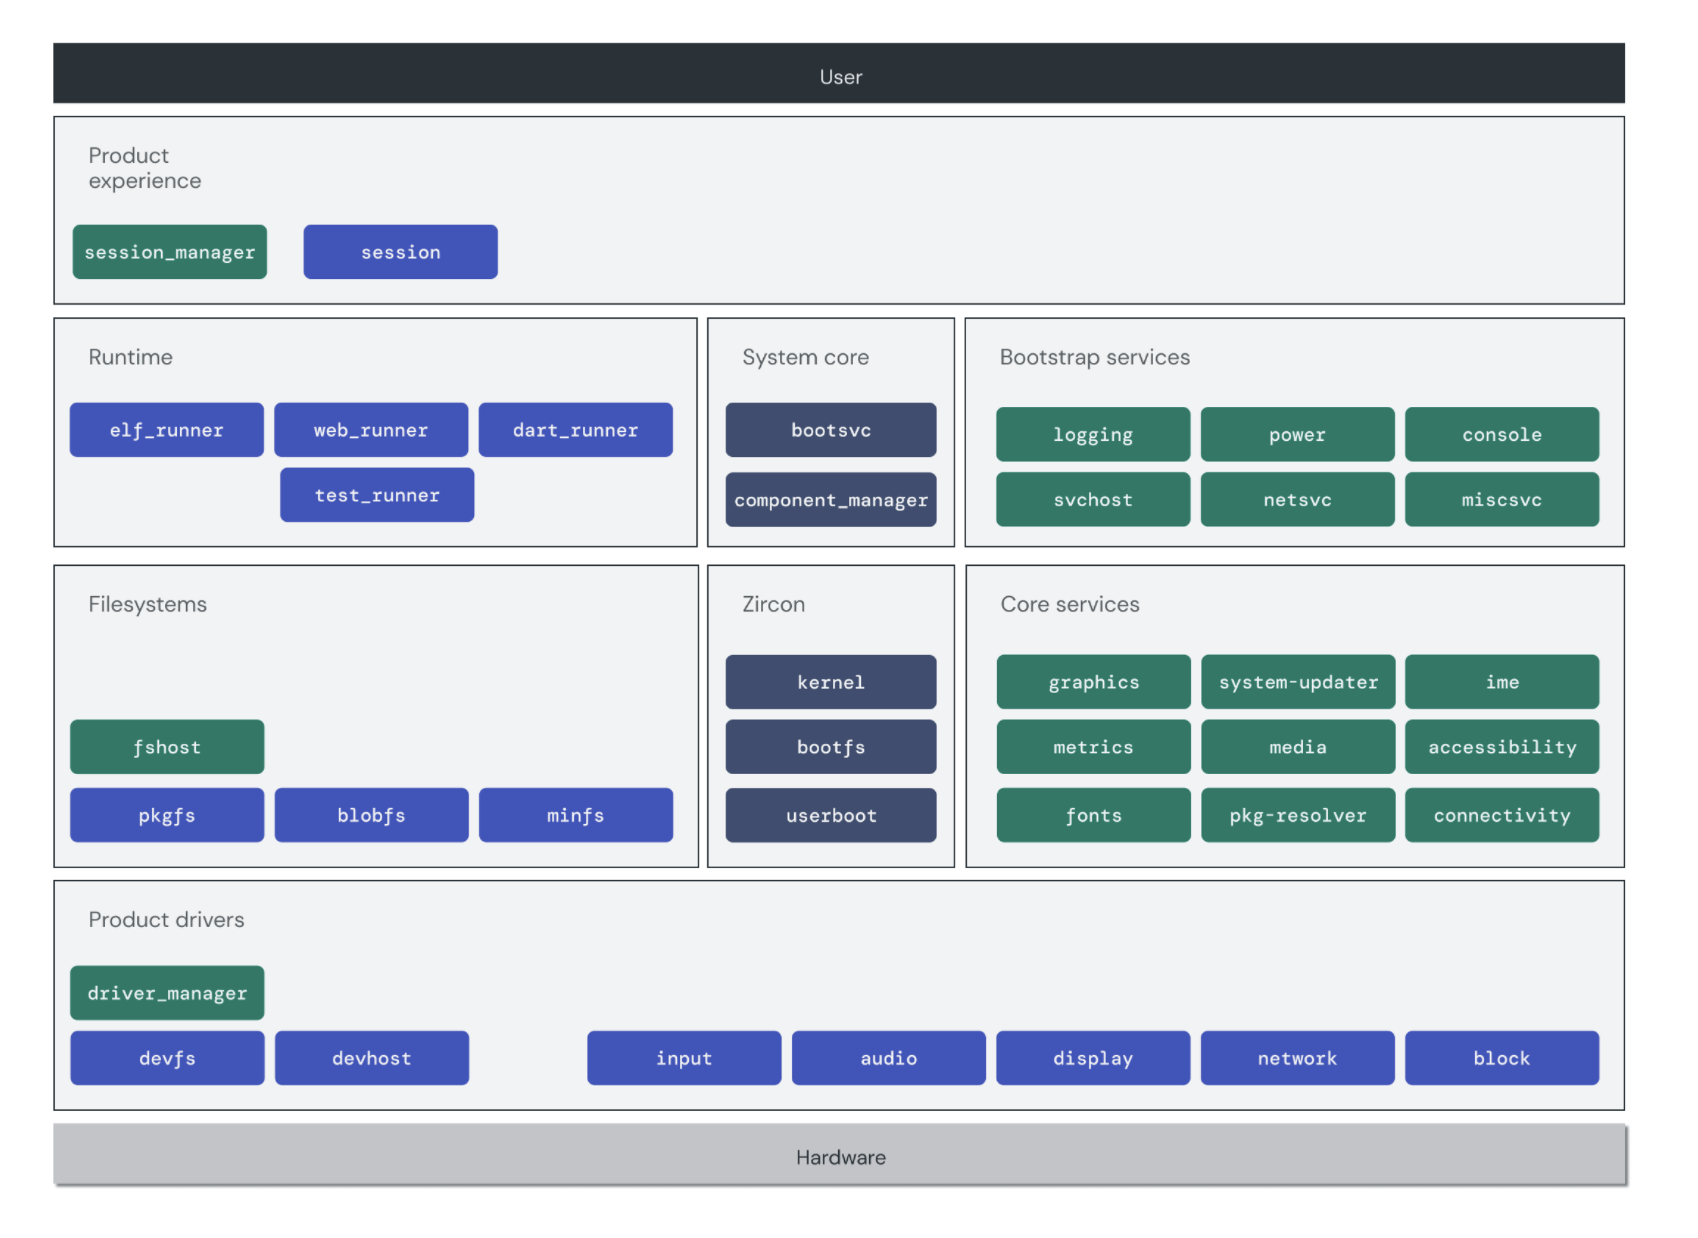 User
Product
experience
session_manager
session
Runtime
elf_runner
web_runner
dart_runner
test_runner
System core
bootsvc
component_manager
Bootstrap services
logging
power
console
svchost
netsvc
miscsvc
Filesystems
fshost
pkgfs
blobfs
minfs
Zircon
kernel
bootfs
userboot
Core services
graphics
system-updater
ime
metrics
media
accessibility
fonts
pkg-resolver
connectivity
Product drivers
driver_manager
devfs
devhost
input
audio
display
network
block
Hardware